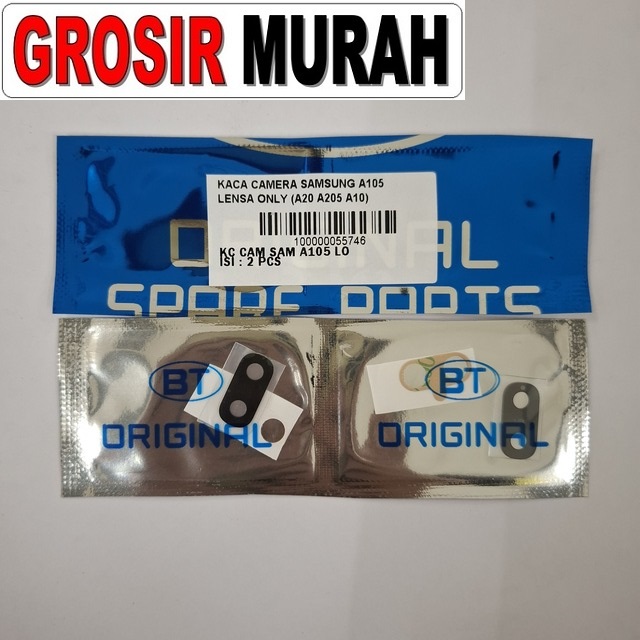 GROSIR MURAH
KACA CAMERA SAMSUNG A105
LENSA ONLY (A20 A205 A10)
100000055746
KC CAM SAM A105 LO
ISI : 2 PCS
ORIGINAL
SPARE PARTS
BT
ORIGINAL
BT
ORIGINAL